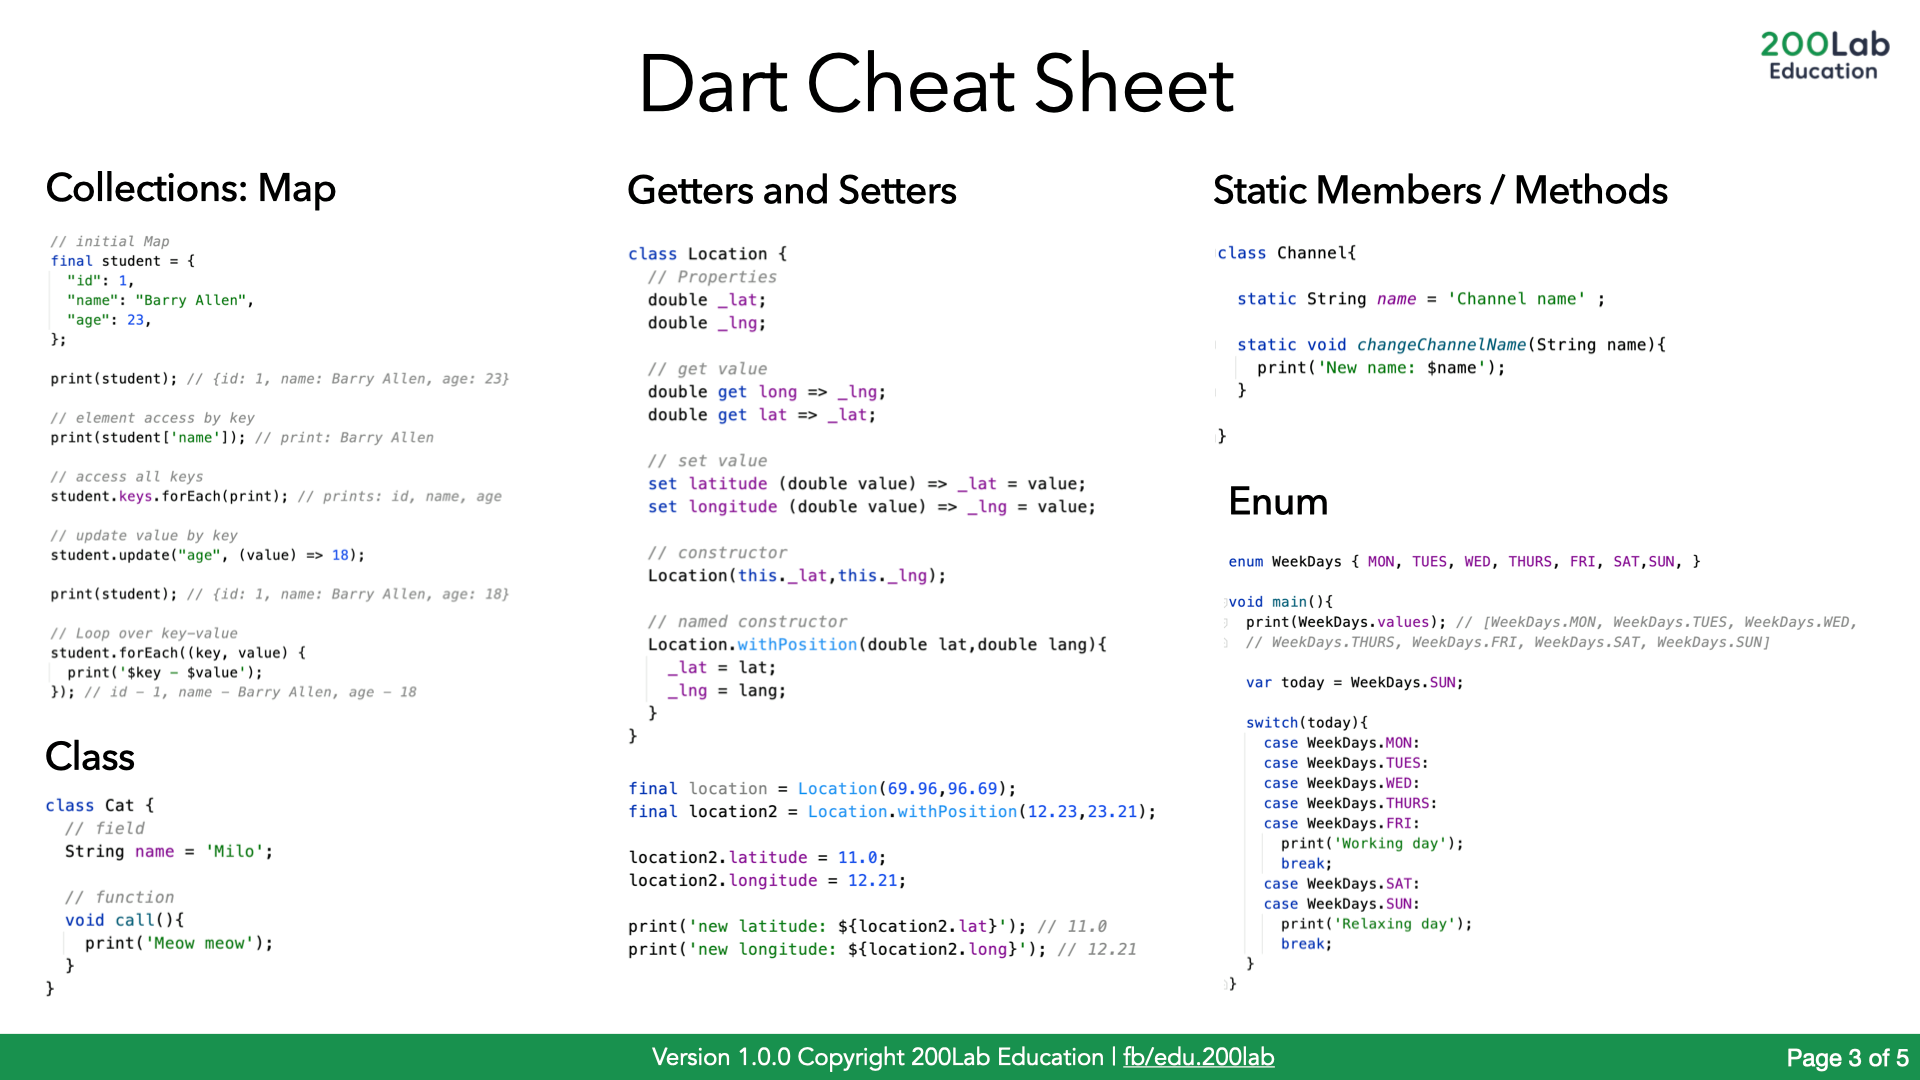 200Lab
Education
Dart Cheat Sheet
Collections: Map
// initial Map
final student = {
"id": 1,
"name": "Barry Allen",
"age": 23,
};
print(student); // {id: 1, name: Barry Allen, age: 23}
// element access by key
print(student['name']); // print: Barry Allen
// access all keys
student.keys.forEach(print); // prints: id, name, age
// update value by key
student.update("age", (value) => 18);
print(student); // {id: 1, name: Barry Allen, age: 18}
// Loop over key-value
student.forEach((key, value) {
print('$key - $value');
}); // id - 1, name - Barry Allen, age - 18
Class
class Cat {
// field
String name = 'Milo';
// function
void call(){
print('Meow meow');
}
}
Getters and Setters
class Location {
// Properties
double _lat;
double _lng;
// get value
double get long => _lng;
double get lat => _lat;
// set value
set latitude (double value) => _lat = value;
set longitude (double value) => _lng = value;
// constructor
Location(this._lat,this._lng);
// named constructor
Location.withPosition(double lat,double lang){
_lat = lat;
_lng = lang;
}
}
final location = Location(69.96,96.69);
final location2 = Location.withPosition(12.23,23.21);
location2.latitude = 11.0;
location2.longitude = 12.21;
print('new latitude: ${location2.lat}'); // 11.0
print('new longitude: ${location2.long}'); // 12.21
Static Members / Methods
class Channel{
static String name = 'Channel name' ;
static void changeChannelName(String name){
print('New name: $name');
}
}
Enum
enum WeekDays { MON, TUES, WED, THURS, FRI, SAT,SUN, }
void main(){
print(WeekDays.values); // [WeekDays.MON, WeekDays.TUES, WeekDays.WED,
// WeekDays.THURS, WeekDays.FRI, WeekDays.SAT, WeekDays.SUN]
var today = WeekDays.SUN;
switch(today){
case WeekDays.MON:
case WeekDays.TUES:
case WeekDays.WED:
case WeekDays.THURS:
case WeekDays.FRI:
print('Working day');
break;
case WeekDays.SAT:
case WeekDays.SUN:
print('Relaxing day');
break;
}
}
Version 1.0.0 Copyright 200Lab Education | fb/edu.200lab
Page 3 of 5